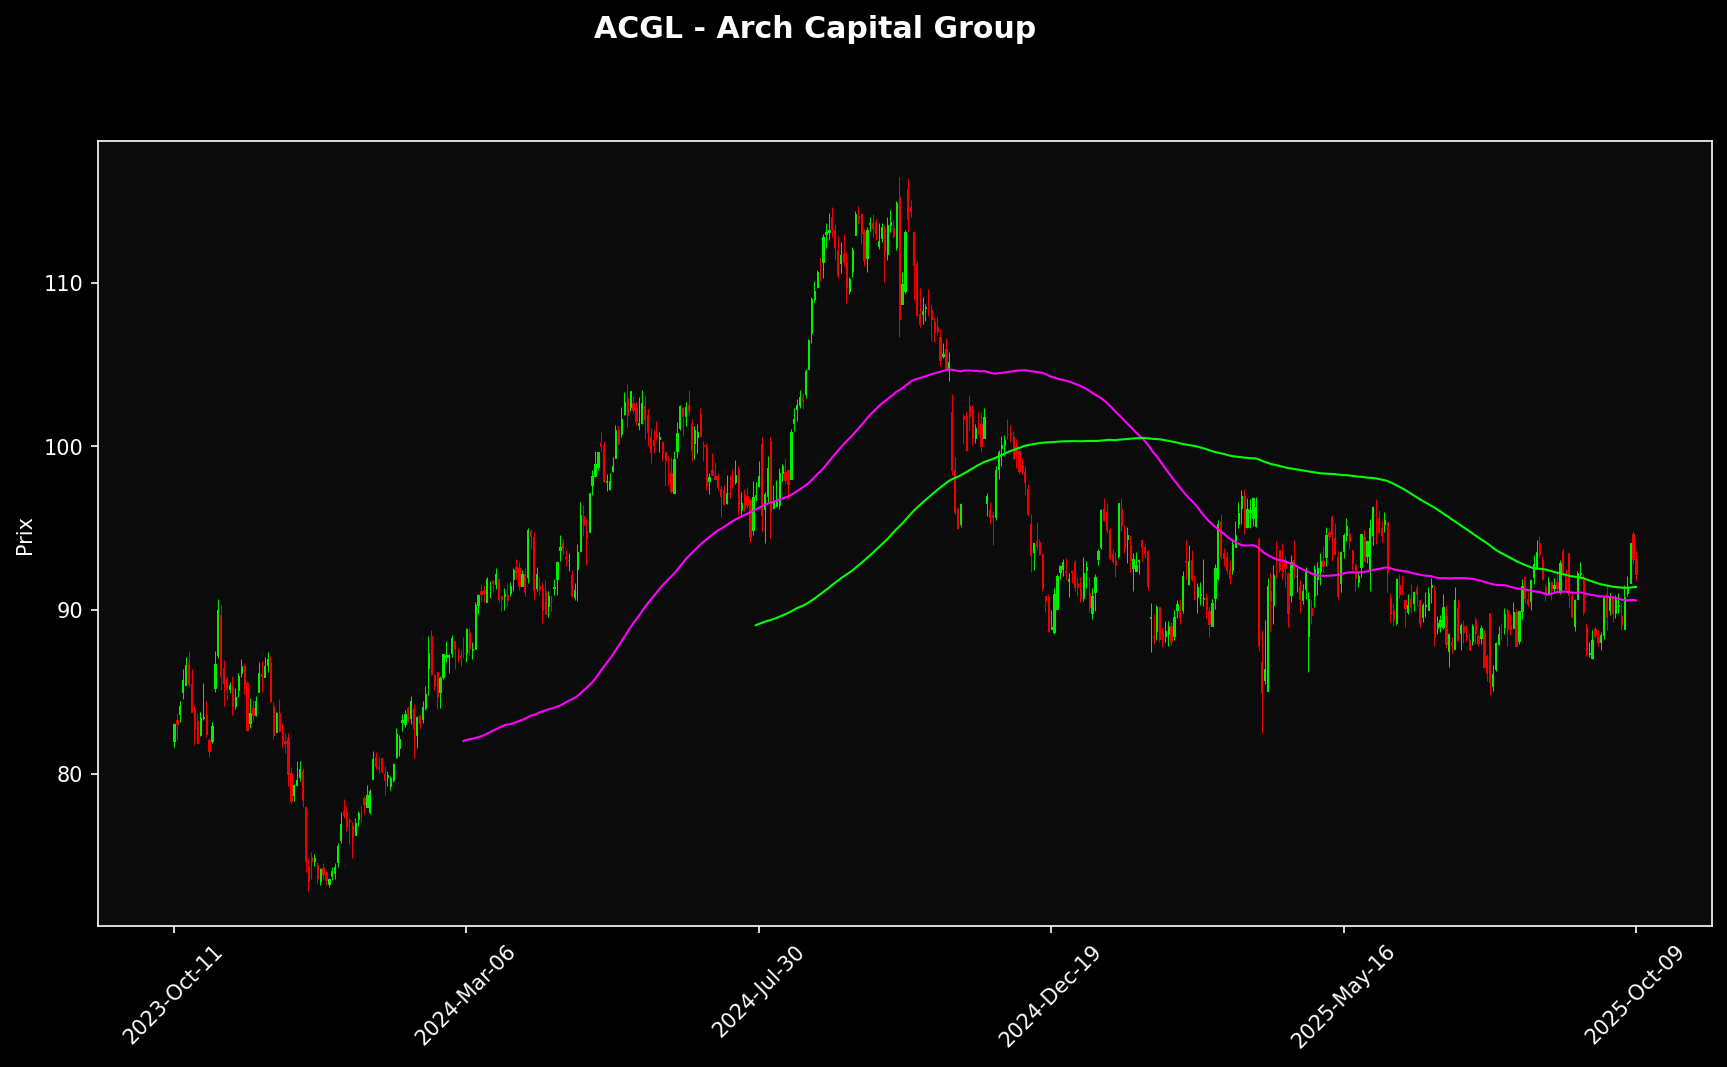 ACGL - Arch Capital Group
Prix
110
100
90
80
2023-Oct-11
2024-Mar-06
2024-Jul-30
2024-Dec-19
2025-May-16
2025-Oct-09